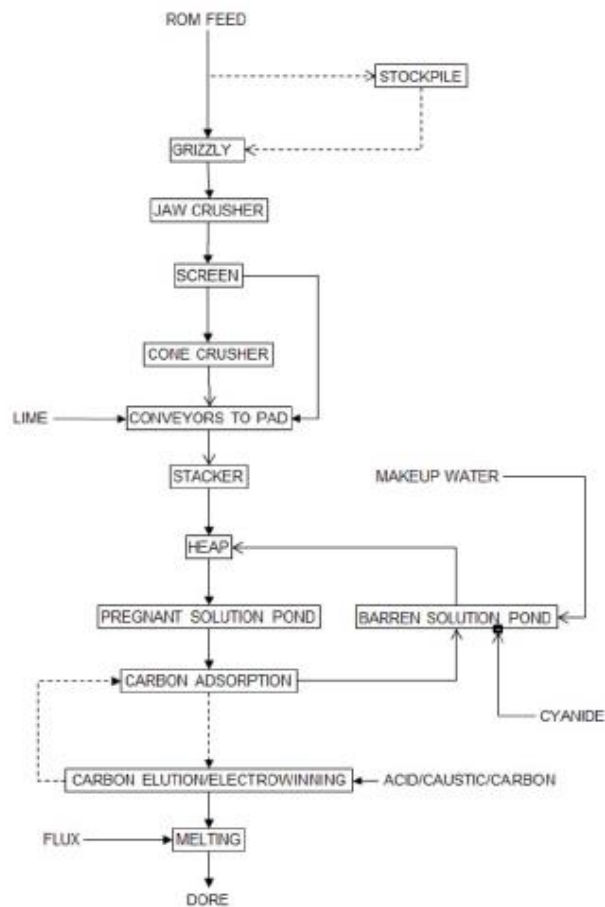 ROM FEED
STOCKPILE
GRIZZLY
JAW CRUSHER
SCREEN
CONE CRUSHER
LIME
CONVEYORS TO PAD
STACKER
MAKEUP WATER
HEAP
PREGNANT SOLUTION POND
BARREN SOLUTION POND
CARBON ADSORPTION
CYANIDE
CARBON ELUTION/ELECTROWINNING
ACID/CAUSTIC/CARBON
FLUX
MELTING
DORE